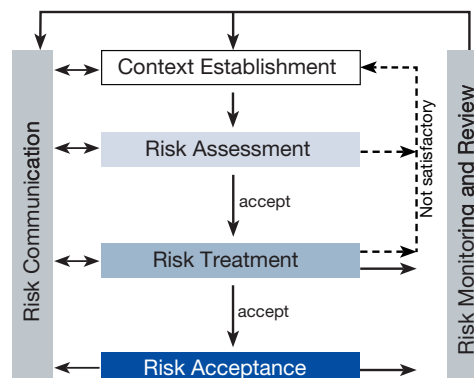 Context Establishment
Risk Assessment
accept
Risk Treatment
accept
Risk Acceptance
Risk Communication
Not satisfactory
Risk Monitoring and Review